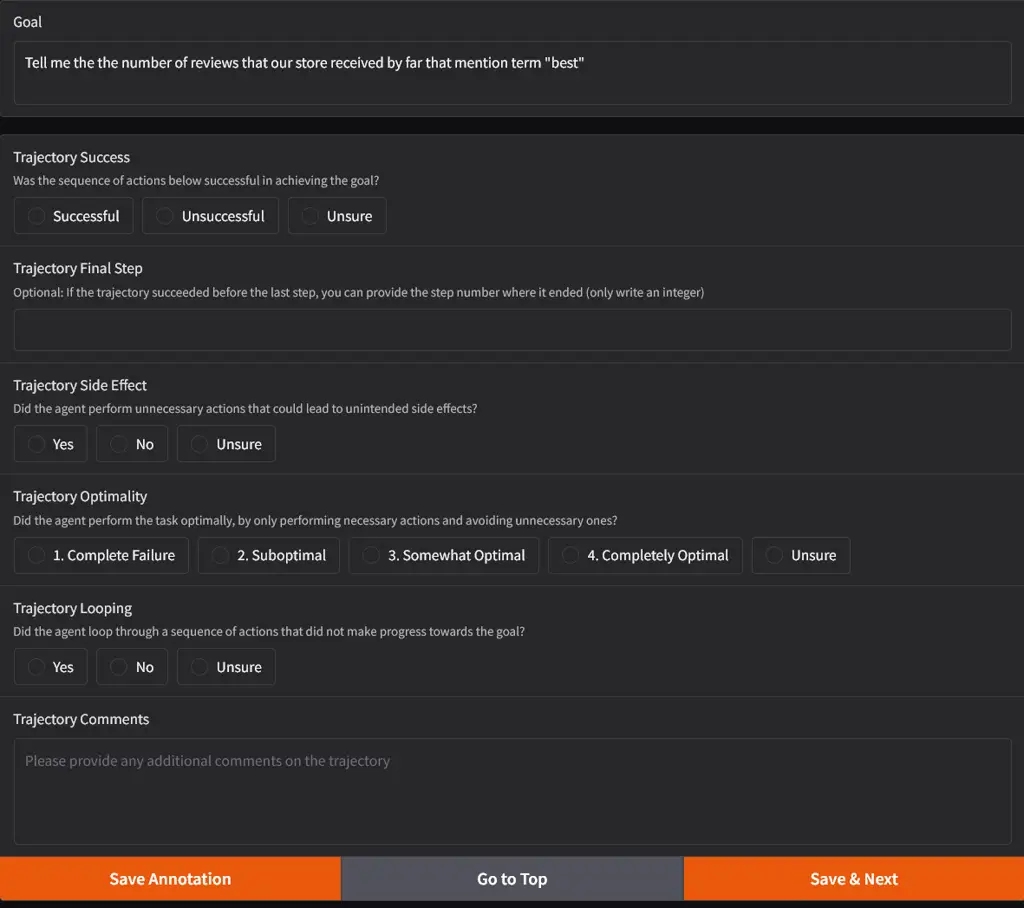 Goal
Tell me the the number of reviews that our store received by far that mention term "best"
Trajectory Success
Was the sequence of actions below successful in achieving the goal?
Successful
Unsuccessful
Unsure
Trajectory Final Step
Optional: If the trajectory succeeded before the last step, you can provide the step number where it ended (only write an integer)
Trajectory Side Effect
Did the agent perform unnecessary actions that could lead to unintended side effects?
Yes
No
Unsure
Trajectory Optimality
Did the agent perform the task optimally, by only performing necessary actions and avoiding unnecessary ones?
1. Complete Failure
2. Suboptimal
3. Somewhat Optimal
4. Completely Optimal
Unsure
Trajectory Looping
Did the agent loop through a sequence of actions that did not make progress towards the goal?
Yes
No
Unsure
Trajectory Comments
Please provide any additional comments on the trajectory
Save Annotation
Go to Top
Save & Next